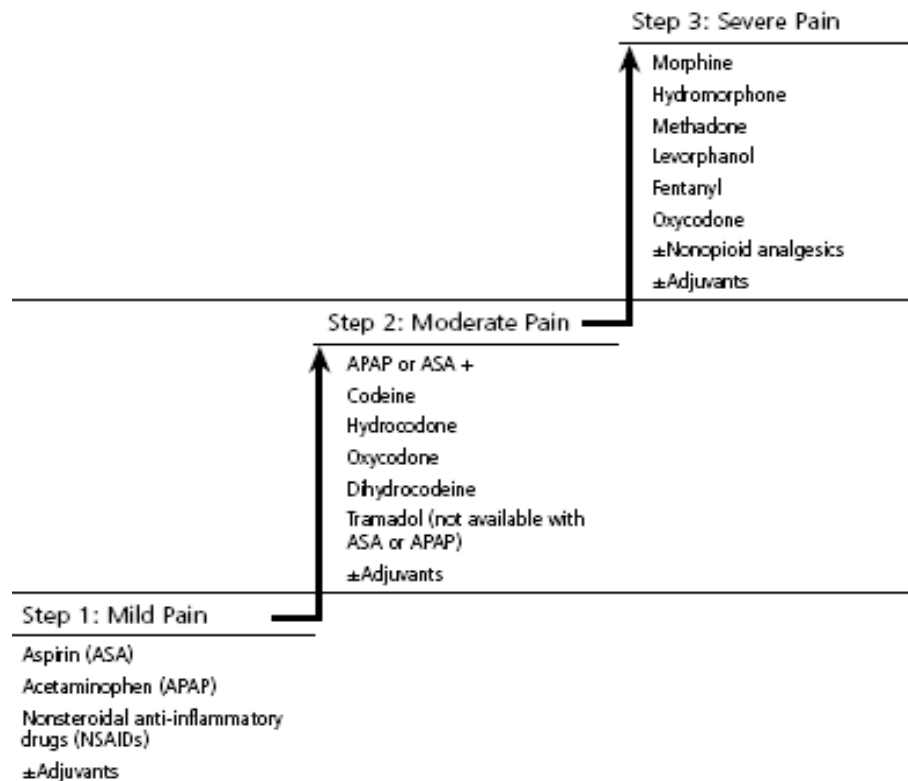 Step 3: Severe Pain
Morphine
Hydromorphone
Methadone
Levorphanol
Fentanyl
Oxycodone
±Nonopioid analgesics
±Adjuvants
Step 2: Moderate Pain
APAP or ASA +
Codeine
Hydrocodone
Oxycodone
Dihydrocodeine
Tramadol (not available with
ASA or APAP)
±Adjuvants
Step 1: Mild Pain
Aspirin (ASA)
Acetaminophen (APAP)
Nonsteroidal anti-inflammatory
drugs (NSAIDs)
±Adjuvants